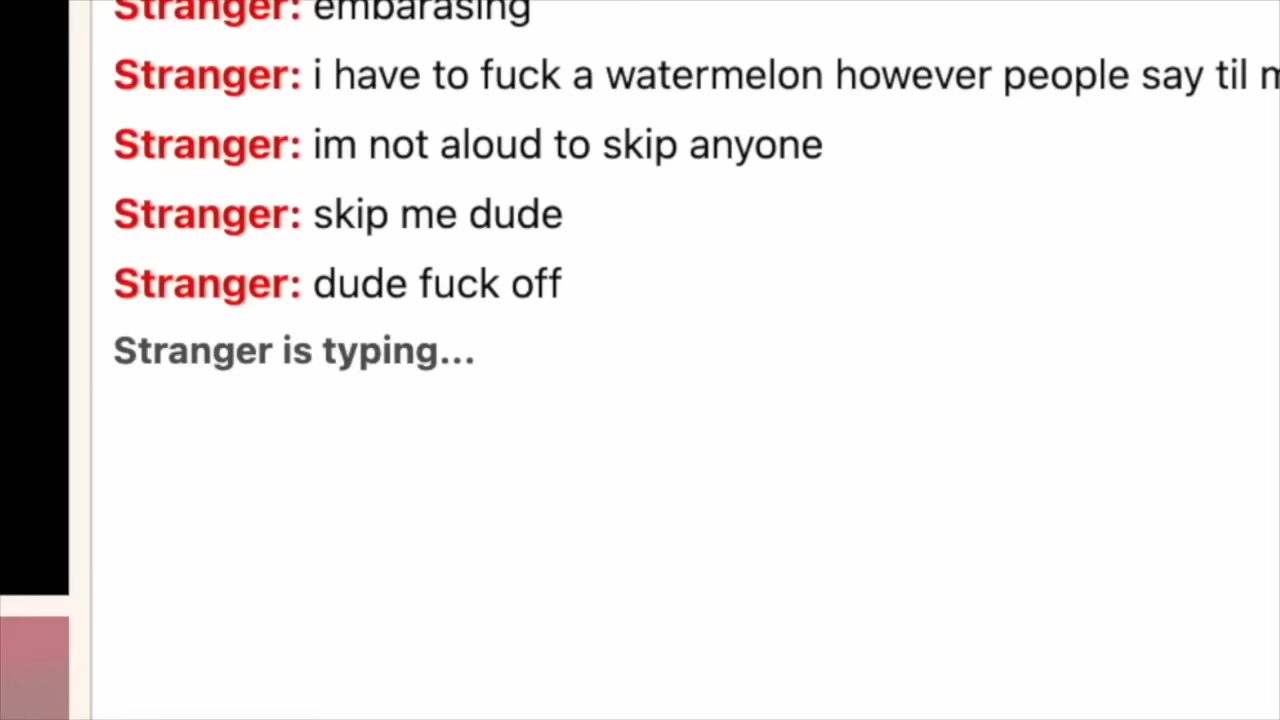 Stranger: embarasing
Stranger: i have to fuck a watermelon however people say til
Stranger: im not aloud to skip anyone
Stranger: skip me dude
Stranger: dude fuck off
Stranger is typing...